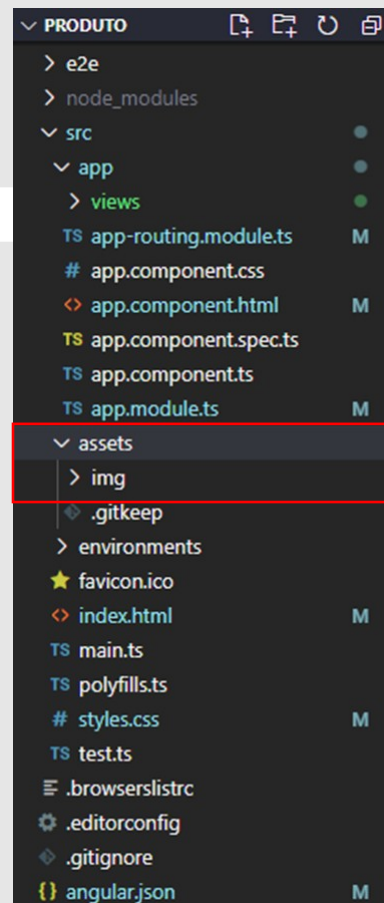 PRODUTO
e2e
node_modules
src
app
views
TS app-routing.module.ts M
# app.component.css
<> app.component.html M
TS app.component.spec.ts
TS app.component.ts
TS app.module.ts M
assets
img
.gitkeep
environments
favicon.ico
<> index.html M
TS main.ts
TS polyfills.ts
# styles.css M
TS test.ts
.browserslistrc
.editorconfig
.gitignore
{} angular.json M